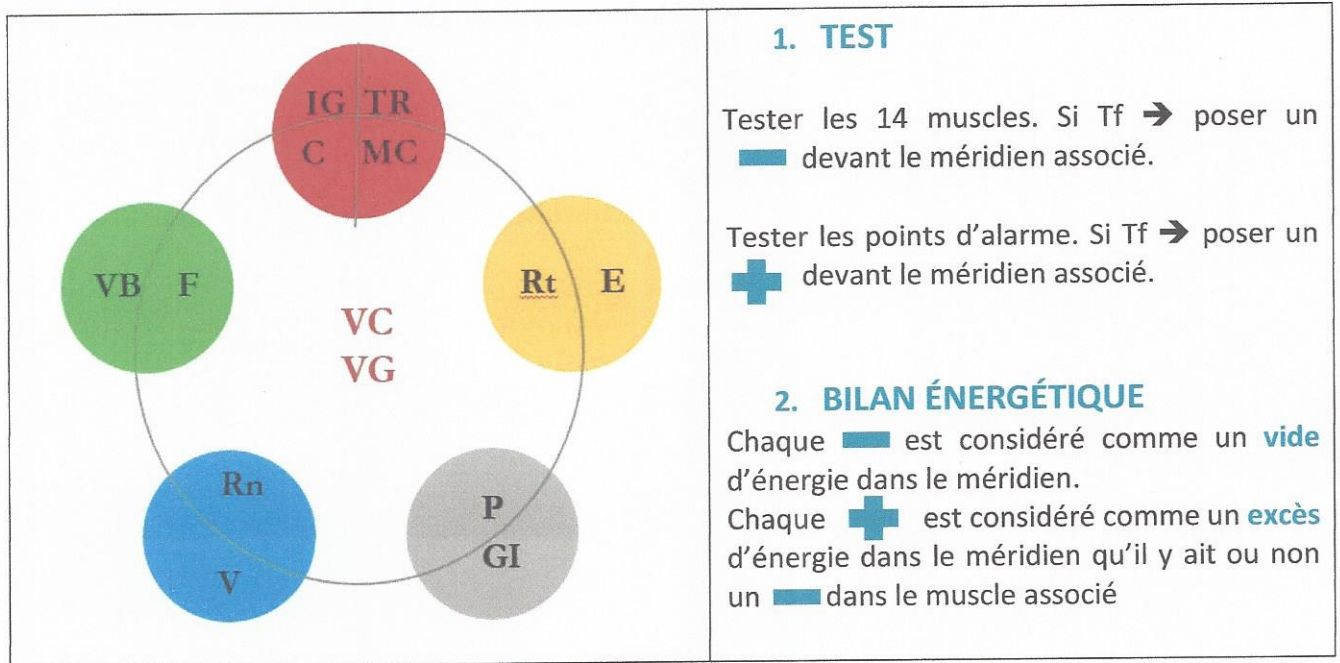 IG TR
C MC
VB F
Rt E
VC
VG
Rn
V
P
GI
1. TEST
Tester les 14 muscles. Si Tf ➔ poser un
➖ devant le méridien associé.
Tester les points d'alarme. Si Tf ➔ poser un
➕ devant le méridien associé.
2. BILAN ÉNERGÉTIQUE
Chaque ➖ est considéré comme un vide
d'énergie dans le méridien.
Chaque ➕ est considéré comme un excès
d'énergie dans le méridien qu'il y ait ou non
un ➖ dans le muscle associé